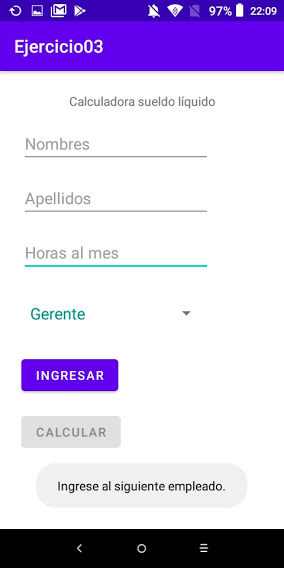 97% 22:09
Ejercicio03
Calculadora sueldo líquido
Nombres
Apellidos
Horas al mes
Gerente
INGRESAR
CALCULAR
Ingrese al siguiente empleado.